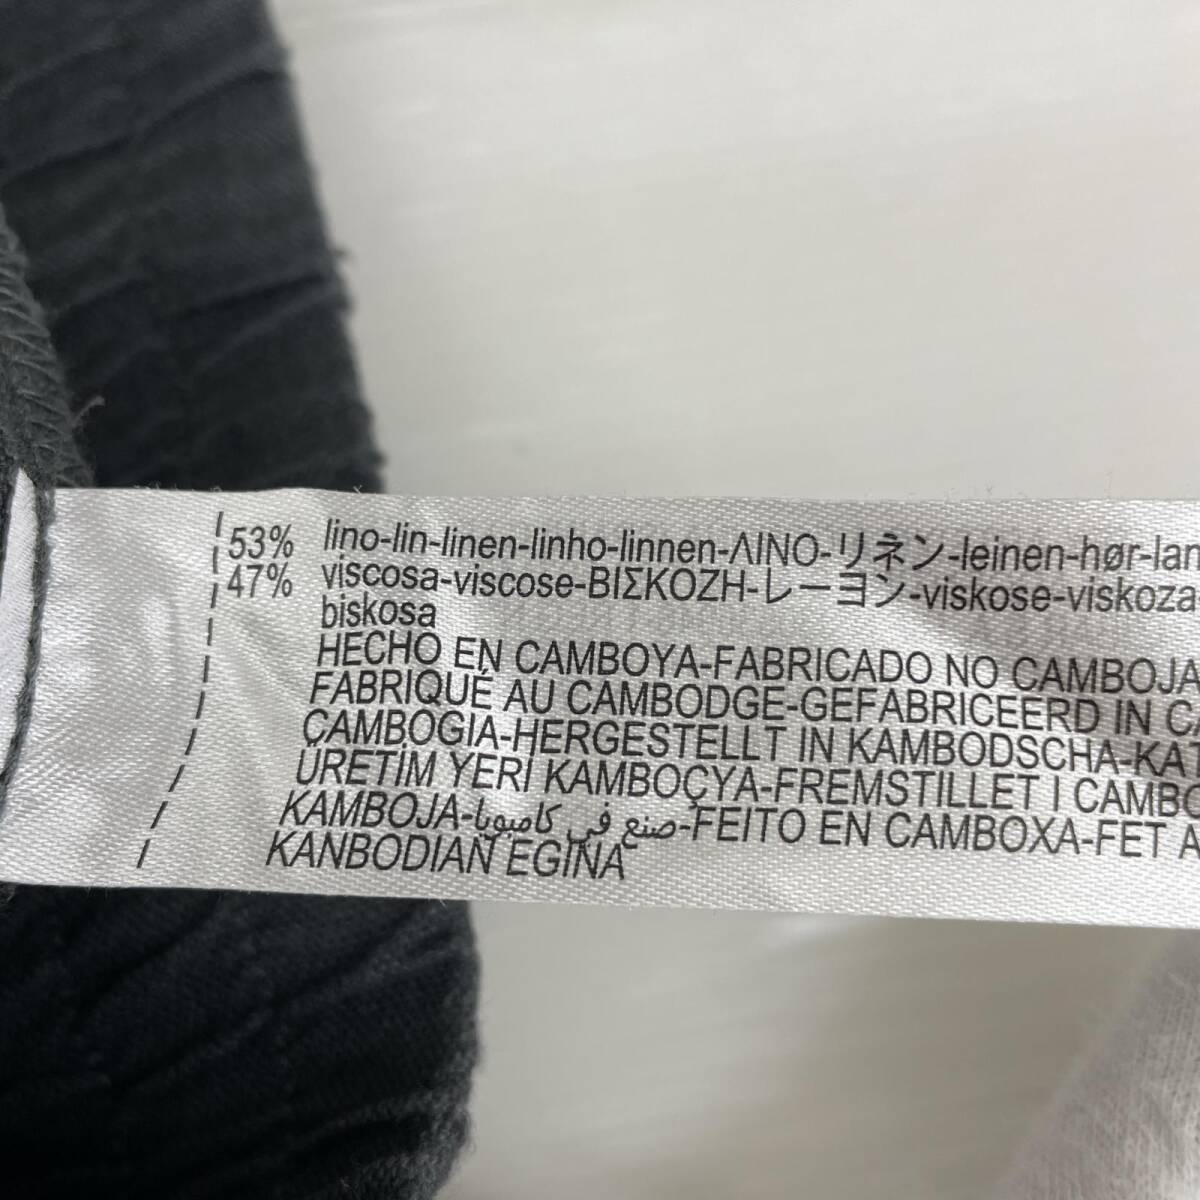 53% lino-lin-linen-linho-linnen-ΛΙΝΟ-リネン-leinen-hør-lan
47% viscosa-viscose-ΒΙΣΚΟΖΗ-レーヨン-viskose-viskoza
biskosa
HECHO EN CAMBOYA-FABRICADO NO CAMBOJA
FABRIQUÉ AU CAMBODGE-GEFABRICEERD IN CA
CAMBOGIA-HERGESTELLT IN KAMBODSCHA-KAT
ÜRETİM YERİ KAMBOÇYA-FREMSTILLET I CAMBO
KAMBOJA-صنع في كامبوديا-FEITO EN CAMBOXA-FET A
KANBODIAN EGINA